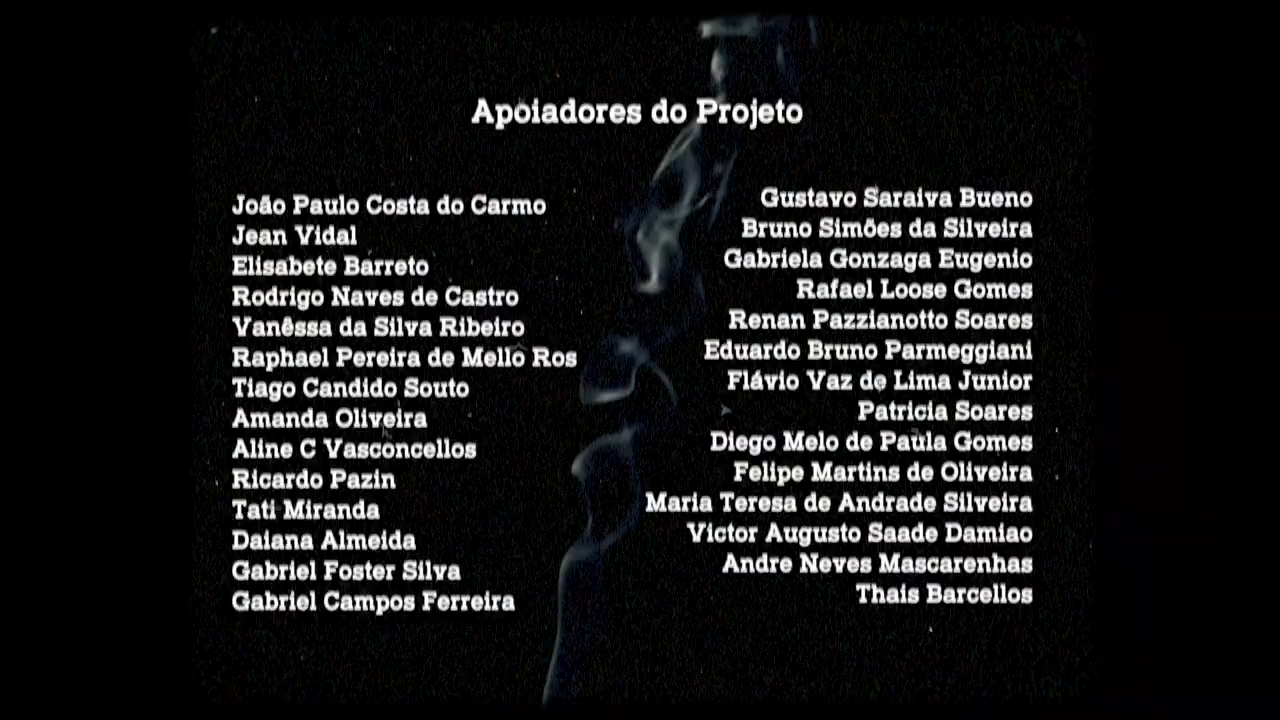 Apoiadores do Projeto
João Paulo Costa do Carmo
Jean Vidal
Elisabete Barreto
Rodrigo Naves de Castro
Vanêssa da Silva Ribeiro
Raphael Pereira de Mello Ros
Tiago Candido Souto
Amanda Oliveira
Aline C Vasconcellos
Ricardo Pazin
Tati Miranda
Daiana Almeida
Gabriel Foster Silva
Gabriel Campos Ferreira
Gustavo Saraiva Bueno
Bruno Simões da Silveira
Gabriela Gonzaga Eugenio
Rafael Loose Gomes
Renan Pazzianotto Soares
Eduardo Bruno Parmeggiani
Flávio Vaz de Lima Junior
Patricia Soares
Diego Melo de Paula Gomes
Felipe Martins de Oliveira
Maria Teresa de Andrade Silveira
Victor Augusto Saade Damiao
Andre Neves Mascarenhas
Thais Barcellos